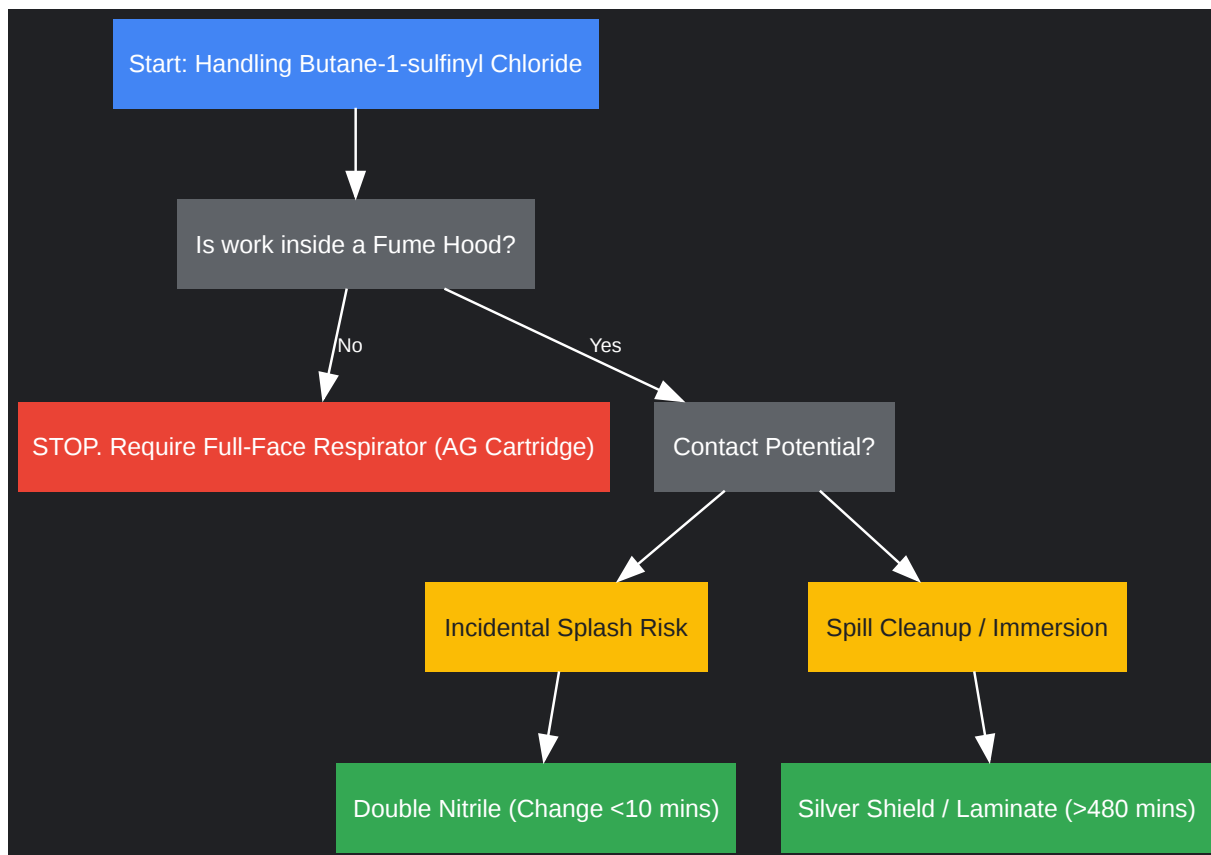 Start: Handling Butane-1-sulfinyl Chloride
Is work inside a Fume Hood?
No
Yes
STOP. Require Full-Face Respirator (AG Cartridge)
Contact Potential?
Incidental Splash Risk
Spill Cleanup / Immersion
Double Nitrile (Change <10 mins)
Silver Shield / Laminate (>480 mins)